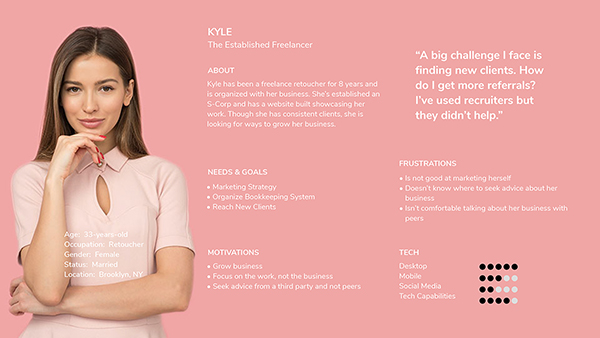 KYLE
The Established Freelancer
ABOUT
Kyle has been a freelance retoucher for 8 years and
is organized with her business. She's established an
S-Corp and has a website built showcasing her
work. Though she has consistent clients, she is
looking for ways to grow her business.
“A big challenge I face is
finding new clients. How
do I get more referrals?
I've used recruiters but
they didn't help.”
NEEDS & GOALS
• Marketing Strategy
• Organize Bookkeeping System
• Reach New Clients
FRUSTRATIONS
• Is not good at marketing herself
• Doesn't know where to seek advice about her
business
• Isn't comfortable talking about her business with
peers
Age: 33-years-old
Occupation: Retoucher
Gender: Female
Status: Married
Location: Brooklyn, NY
MOTIVATIONS
• Grow business
• Focus on the work, not the business
• Seek advice from a third party and not peers
TECH
Desktop
Mobile
Social Media
Tech Capabilities